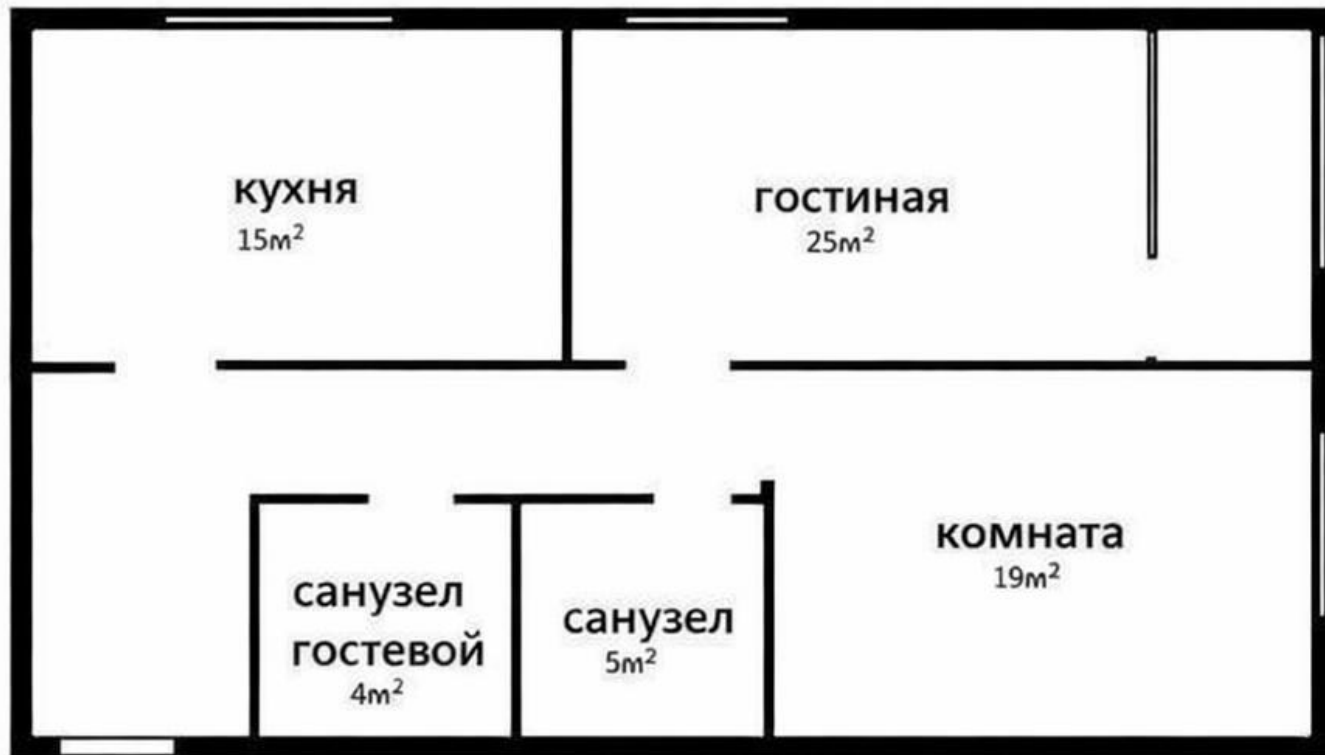 кухня
15м²
гостиная
25м²
комната
19м²
санузел
гостевой
4м²
санузел
5м²